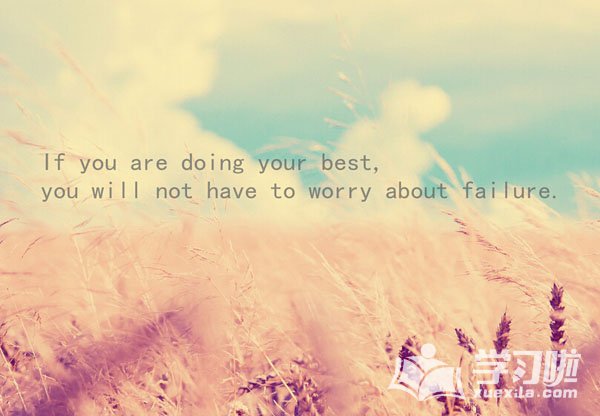 If you are doing your best,
you will not have to worry about failure.
学习啦
xuexila.com